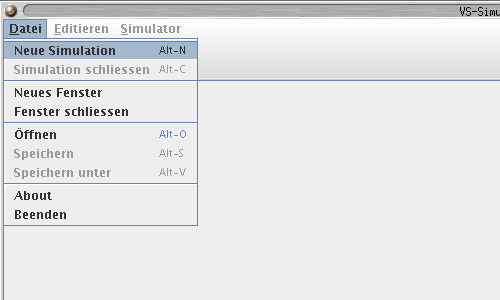 VS-Simu
Datei Editieren Simulator
Neue Simulation Alt-N
Simulation schliessen Alt-C
Neues Fenster
Fenster schliessen
Öffnen Alt-O
Speichern Alt-S
Speichern unter Alt-V
About
Beenden